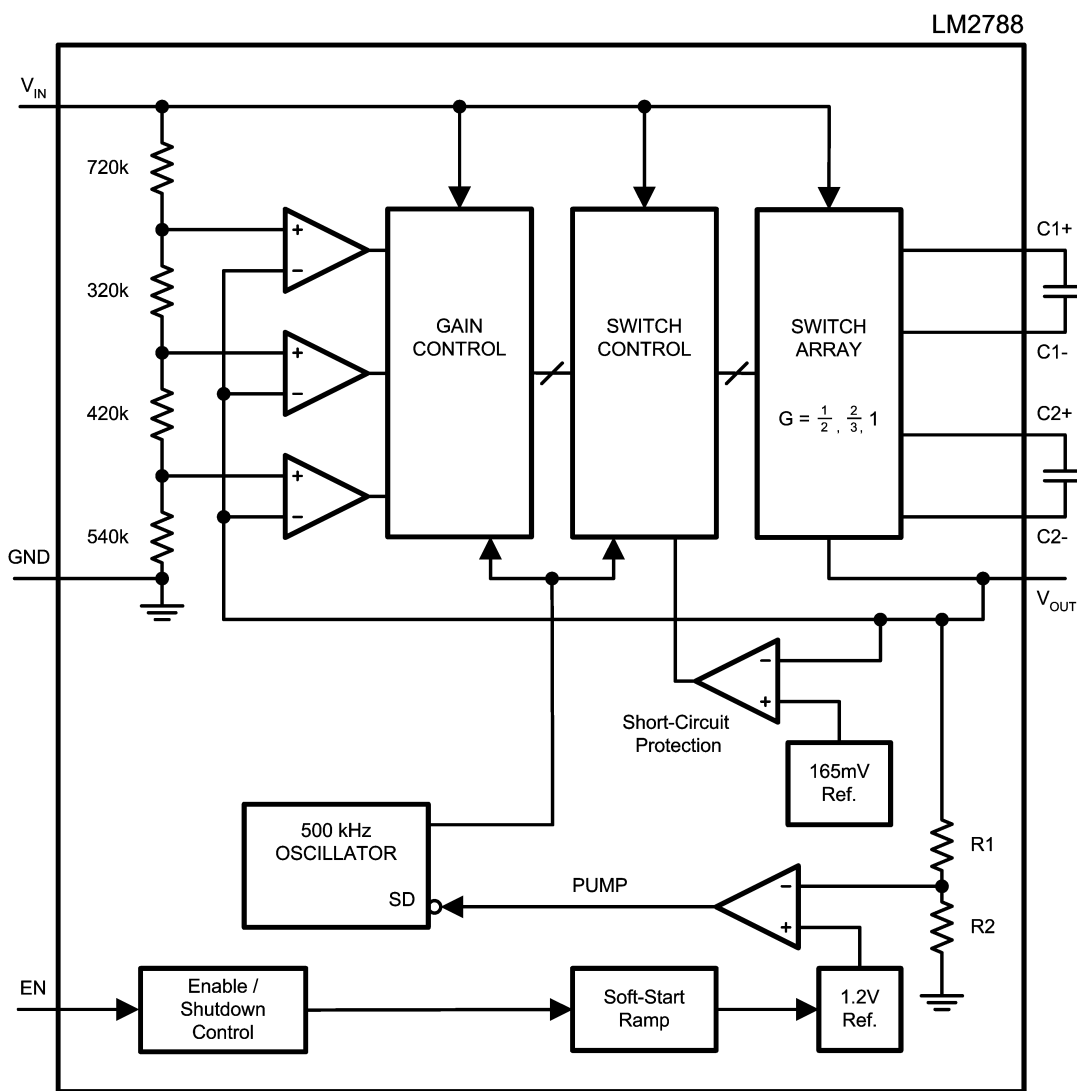 LM2788
VIN
720k
C1+
+
−
320k
GAIN
CONTROL
SWITCH
CONTROL
SWITCH
ARRAY
+
−
C1-
420k
G = 1/2, 2/3, 1
C2+
+
−
540k
C2-
GND
VOUT
−
+
Short-Circuit
Protection
165mV
Ref.
500 kHz
OSCILLATOR
R1
SD
PUMP
−
+
R2
EN
Enable /
Shutdown
Control
Soft-Start
Ramp
1.2V
Ref.